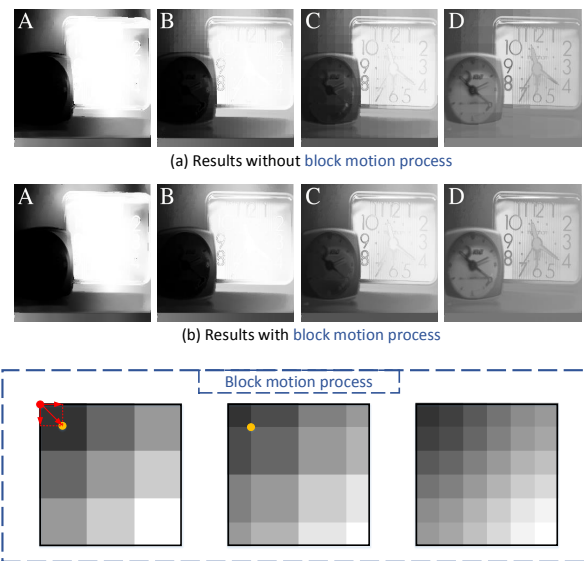 A B C D
(a) Results without block motion process
A B C D
(b) Results with block motion process
Block motion process